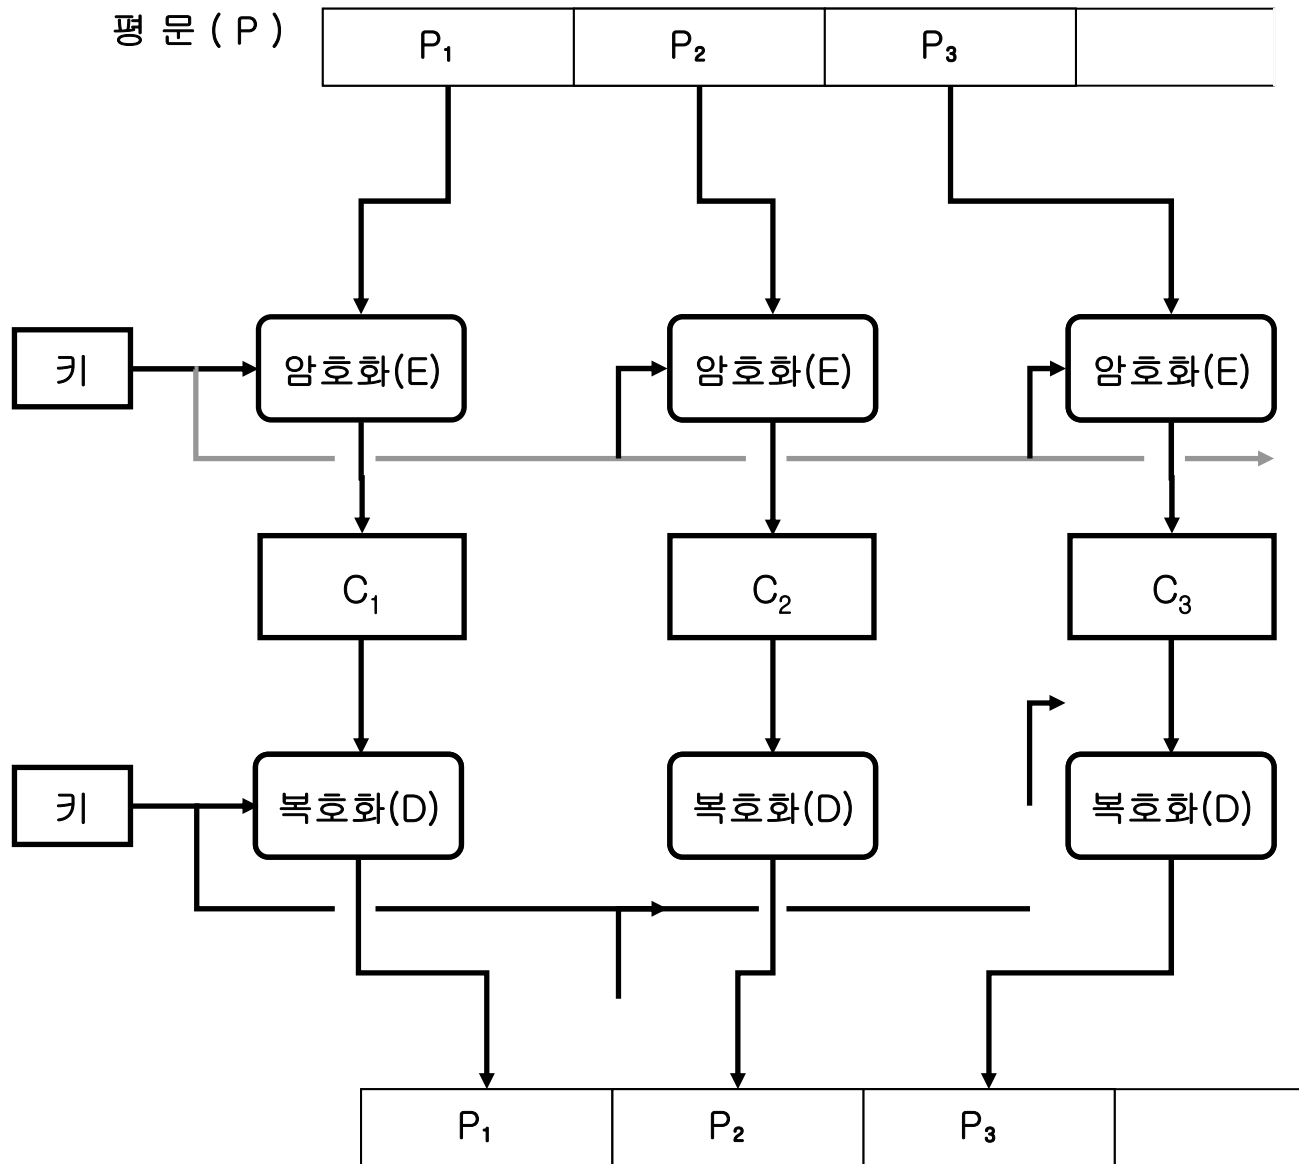 평 문 ( P ) P₁ P₂ P₃
키 암호화(E) 암호화(E) 암호화(E)
C₁ C₂ C₃
키 복호화(D) 복호화(D) 복호화(D)
P₁ P₂ P₃